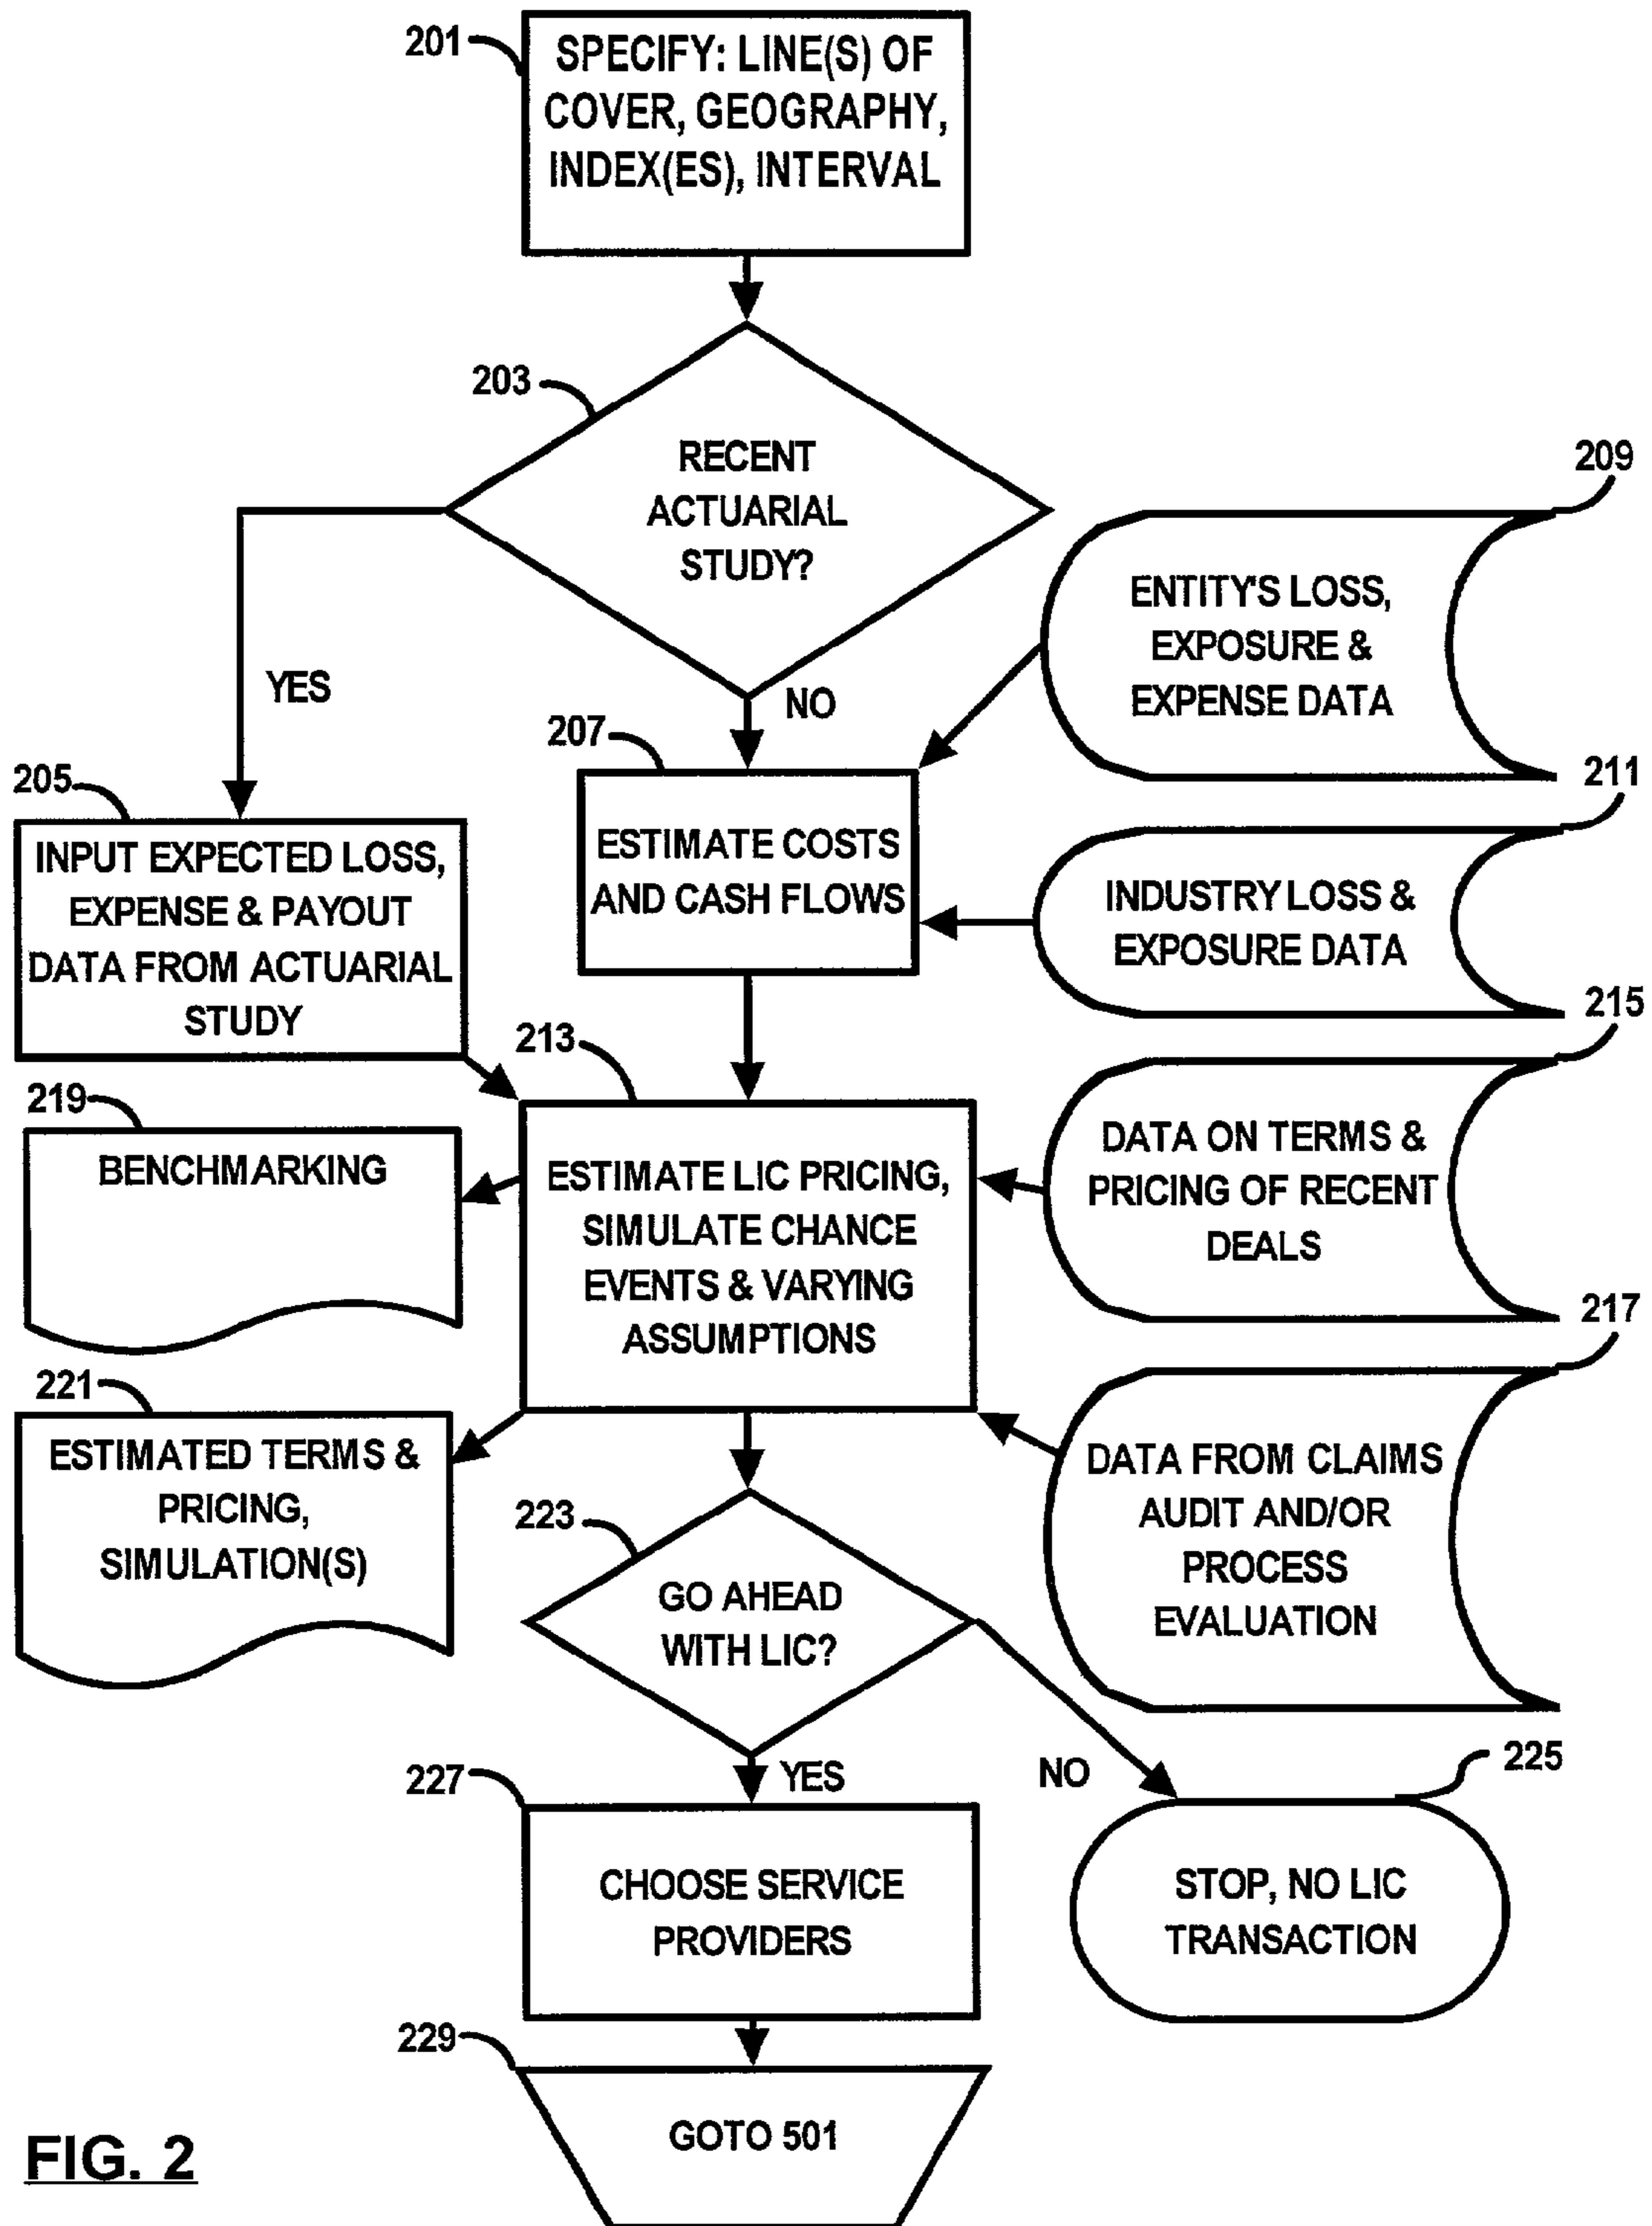 201
SPECIFY: LINE(S) OF
COVER, GEOGRAPHY,
INDEX(ES), INTERVAL
203
RECENT
ACTUARIAL
STUDY?
YES
NO
209
ENTITY'S LOSS,
EXPOSURE &
EXPENSE DATA
205
INPUT EXPECTED LOSS,
EXPENSE & PAYOUT
DATA FROM ACTUARIAL
STUDY
207
ESTIMATE COSTS
AND CASH FLOWS
211
INDUSTRY LOSS &
EXPOSURE DATA
213
ESTIMATE LIC PRICING,
SIMULATE CHANCE
EVENTS & VARYING
ASSUMPTIONS
215
DATA ON TERMS &
PRICING OF RECENT
DEALS
219
BENCHMARKING
217
DATA FROM CLAIMS
AUDIT AND/OR
PROCESS
EVALUATION
221
ESTIMATED TERMS &
PRICING,
SIMULATION(S)
223
GO AHEAD
WITH LIC?
YES
NO
225
STOP, NO LIC
TRANSACTION
227
CHOOSE SERVICE
PROVIDERS
229
GOTO 501
FIG. 2